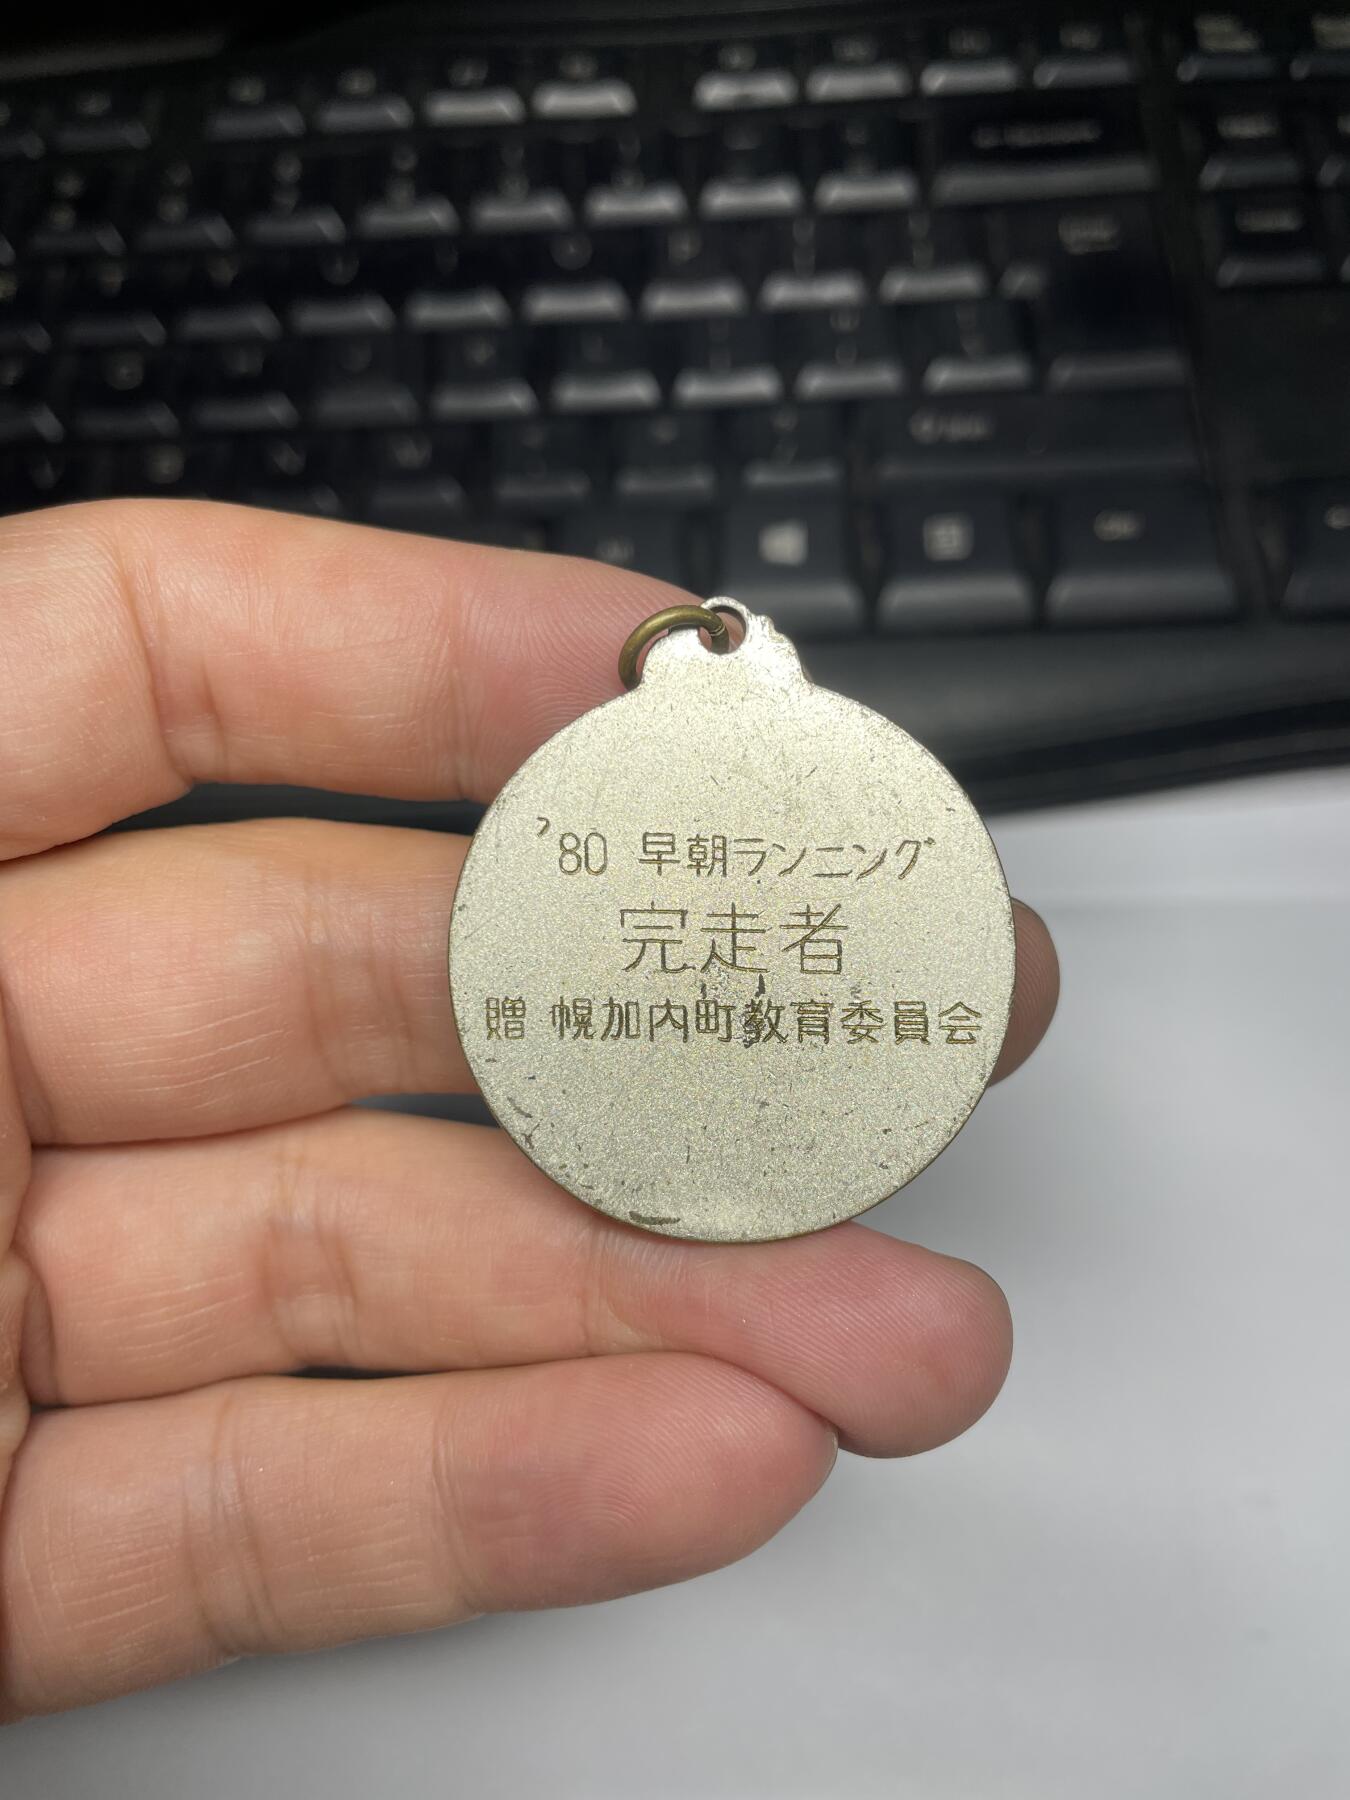 '80 早朝ランニング
完走者
贈 幌加内町教育委員会